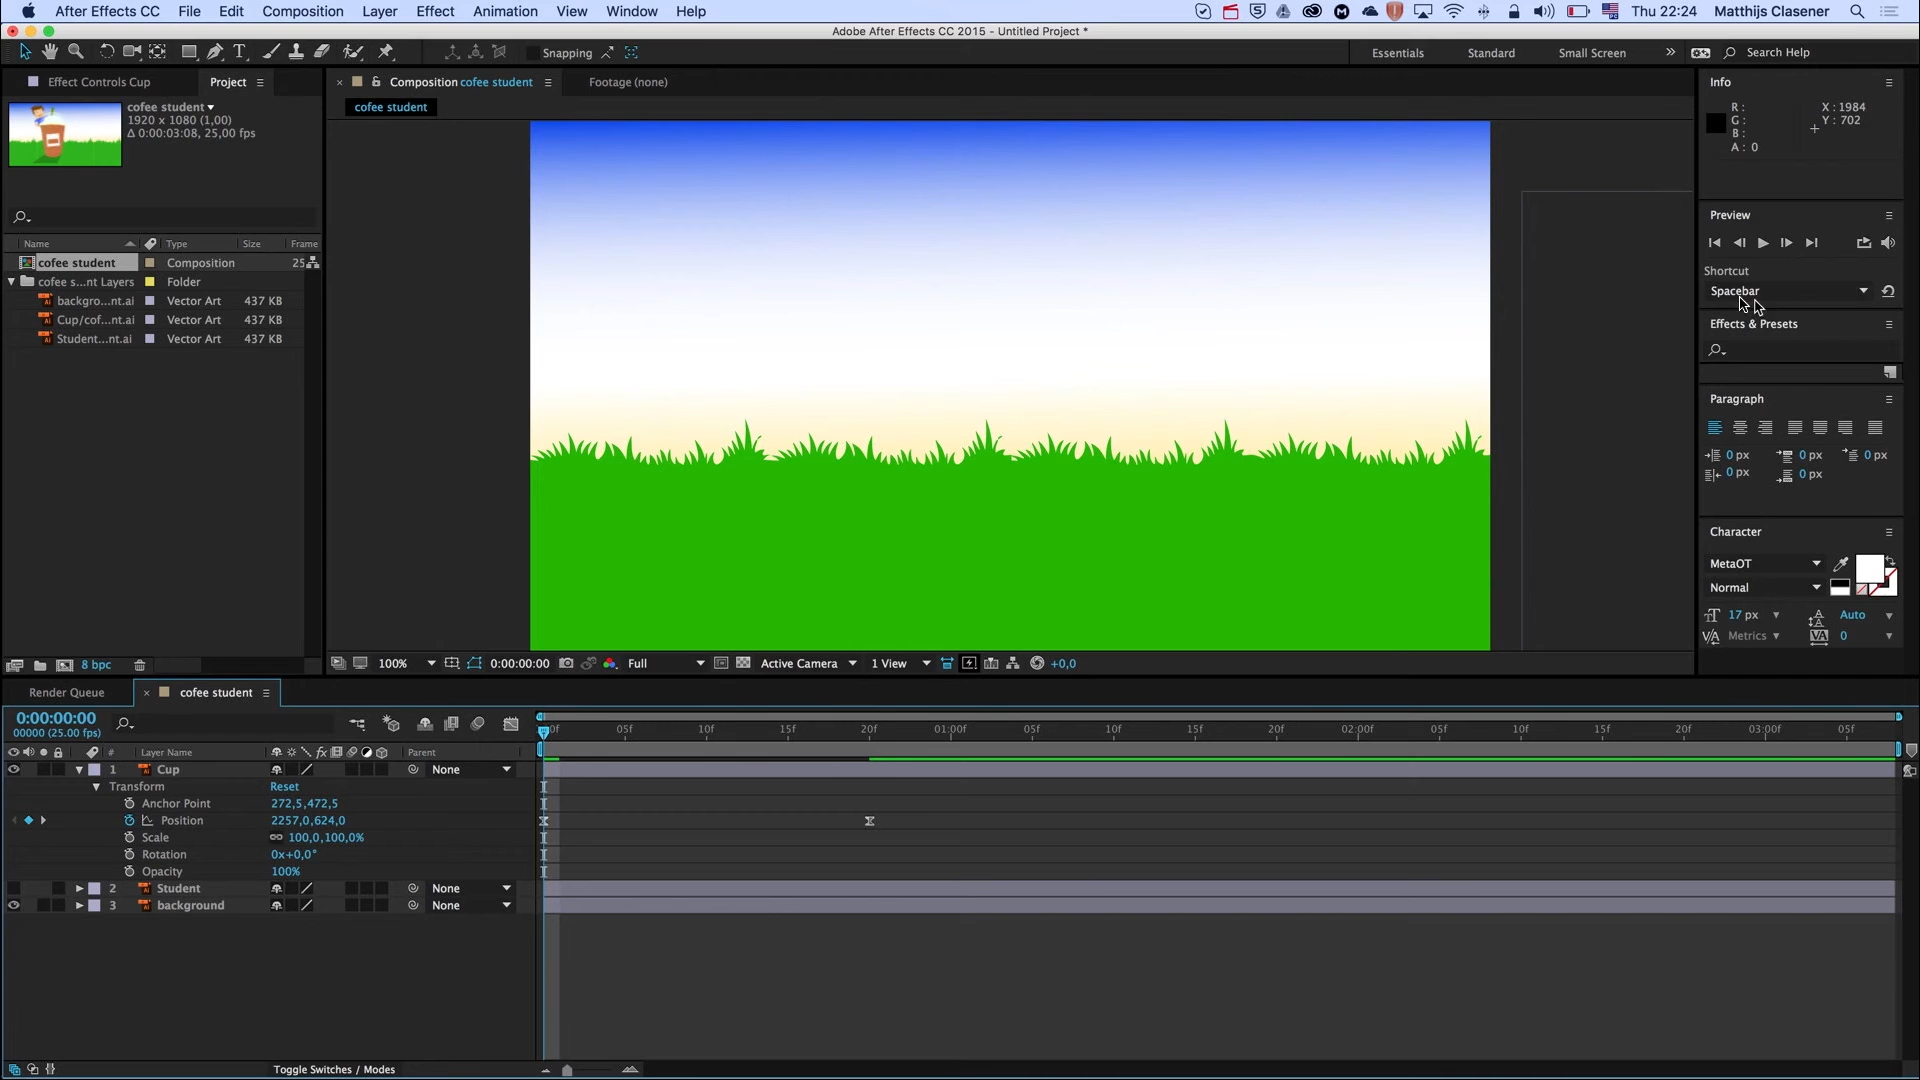 After Effects CC File Edit Composition Layer Effect Animation View Window Help Thu 22:24 Matthijs Clasener
Adobe After Effects CC 2015 - Untitled Project *
Snapping Essentials Standard Small Screen Search Help
Effect Controls Cup Project Composition cofee student Footage (none) Info
cofee student
1920 x 1080 (1,00)
Δ 0:00:03:08, 25,00 fps
cofee student
R :
G :
B :
A : 0
X : 1984
Y : 702
Preview
Shortcut
Spacebar
Name Type Size Frame
cofee student Composition 25
cofee s...nt Layers Folder
backgro...nt.ai Vector Art 437 KB
Cup/cof...nt.ai Vector Art 437 KB
Student...nt.ai Vector Art 437 KB
Effects & Presets
Paragraph
0 px 0 px 0 px
0 px 0 px
Character
MetaOT
Normal
17 px Auto
Metrics 0
8 bpc 100% 0:00:00:00 Full Active Camera 1 View +0,0
Render Queue cofee student
0:00:00:00
00000 (25.00 fps)
05f 10f 15f 20f 01:00f 05f 10f 15f 20f 02:00f 05f 10f 15f 20f 03:00f 05f
# Layer Name Parent
1 Cup None
Transform Reset
Anchor Point 272,5,472,5
Position 2257,0,624,0
Scale 100,0,100,0%
Rotation 0x+0,0°
Opacity 100%
2 Student None
3 background None
Toggle Switches / Modes